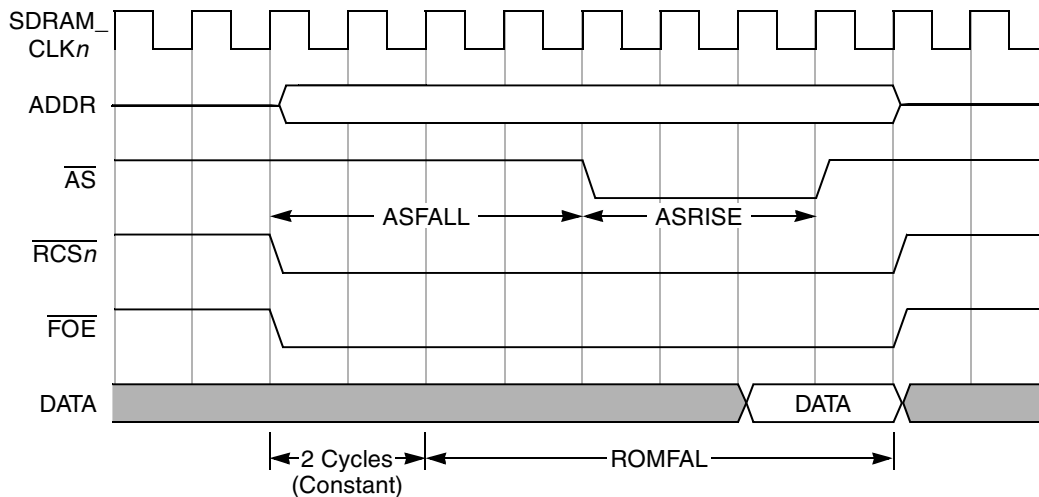 SDRAM_
CLKn
ADDR
AS
ASFALL
ASRISE
RCSn
FOE
DATA
DATA
2 Cycles
(Constant)
ROMFAL